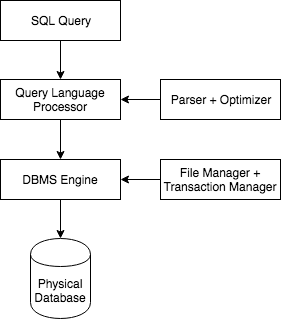 SQL Query
Query Language
Processor
Parser + Optimizer
DBMS Engine
File Manager +
Transaction Manager
Physical
Database